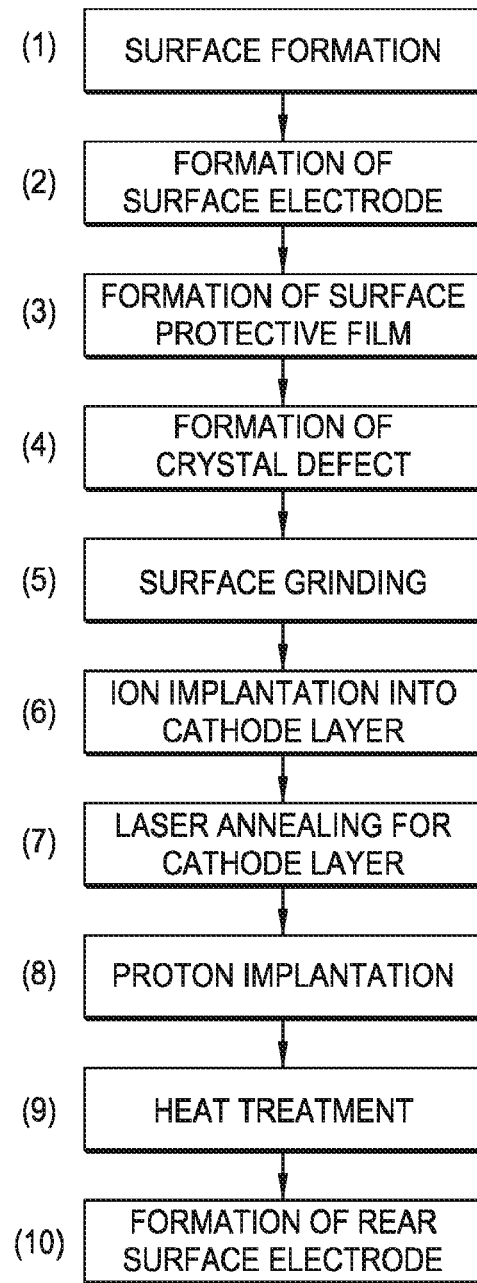 (1) SURFACE FORMATION
(2) FORMATION OF
SURFACE ELECTRODE
(3) FORMATION OF SURFACE
PROTECTIVE FILM
(4) FORMATION OF
CRYSTAL DEFECT
(5) SURFACE GRINDING
(6) ION IMPLANTATION INTO
CATHODE LAYER
(7) LASER ANNEALING FOR
CATHODE LAYER
(8) PROTON IMPLANTATION
(9) HEAT TREATMENT
(10) FORMATION OF REAR
SURFACE ELECTRODE